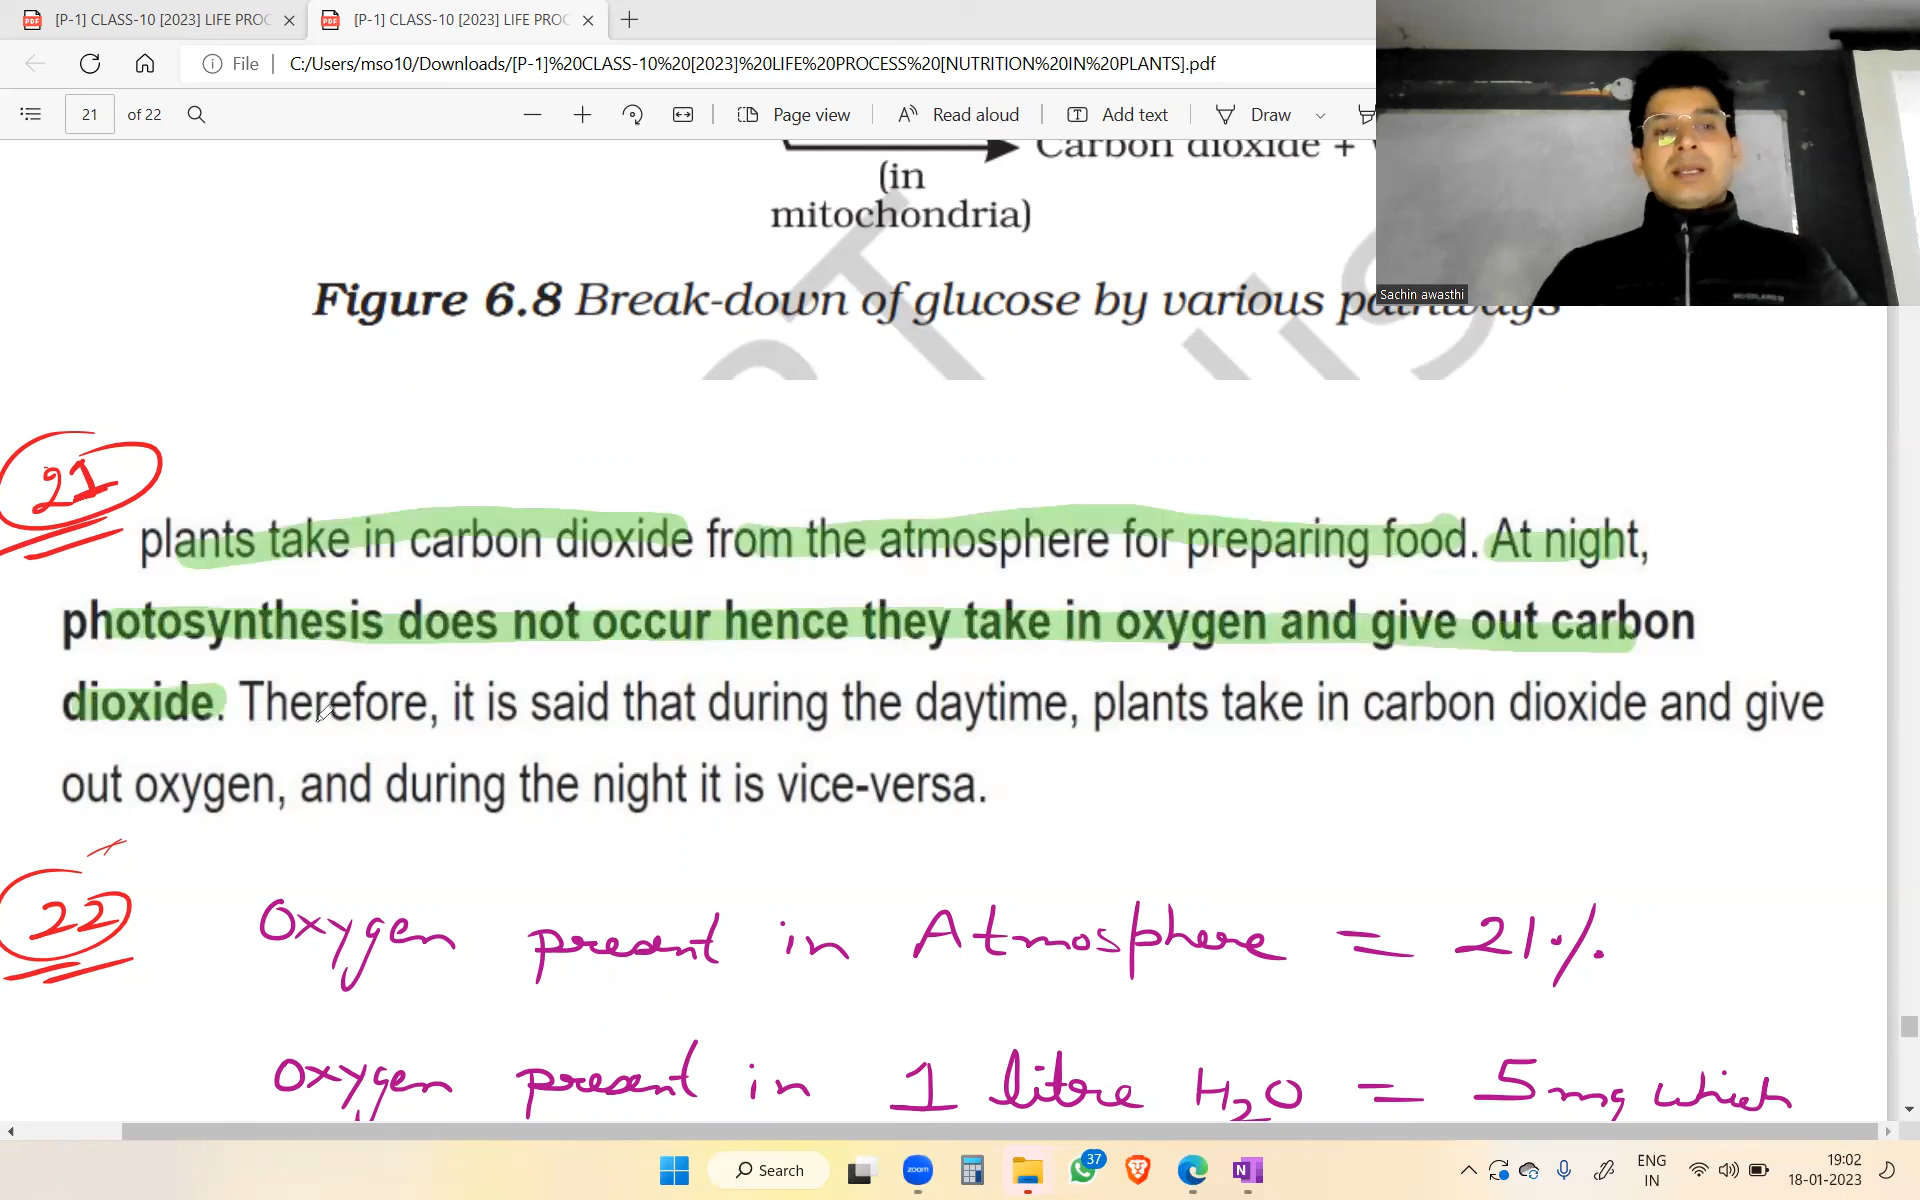 [P-1] CLASS-10 [2023] LIFE PROC
[P-1] CLASS-10 [2023] LIFE PROC
File
C:/Users/mso10/Downloads/[P-1]%20CLASS-10%20[2023]%20LIFE%20PROCESS%20[NUTRITION%20IN%20PLANTS].pdf
21 of 22
Page view
Read aloud
Add text
Draw
Carbon dioxide +
(in
mitochondria)
Sachin awasthi
Figure 6.8 Break-down of glucose by various pathways
21
plants take in carbon dioxide from the atmosphere for preparing food. At night,
photosynthesis does not occur hence they take in oxygen and give out carbon
dioxide. Therefore, it is said that during the daytime, plants take in carbon dioxide and give
out oxygen, and during the night it is vice-versa.
22
Oxygen present in Atmosphere = 21%
Oxygen present in 1 litre H2O = 5mg which
Search
zoom
37
N
ENG
IN
19:02
18-01-2023